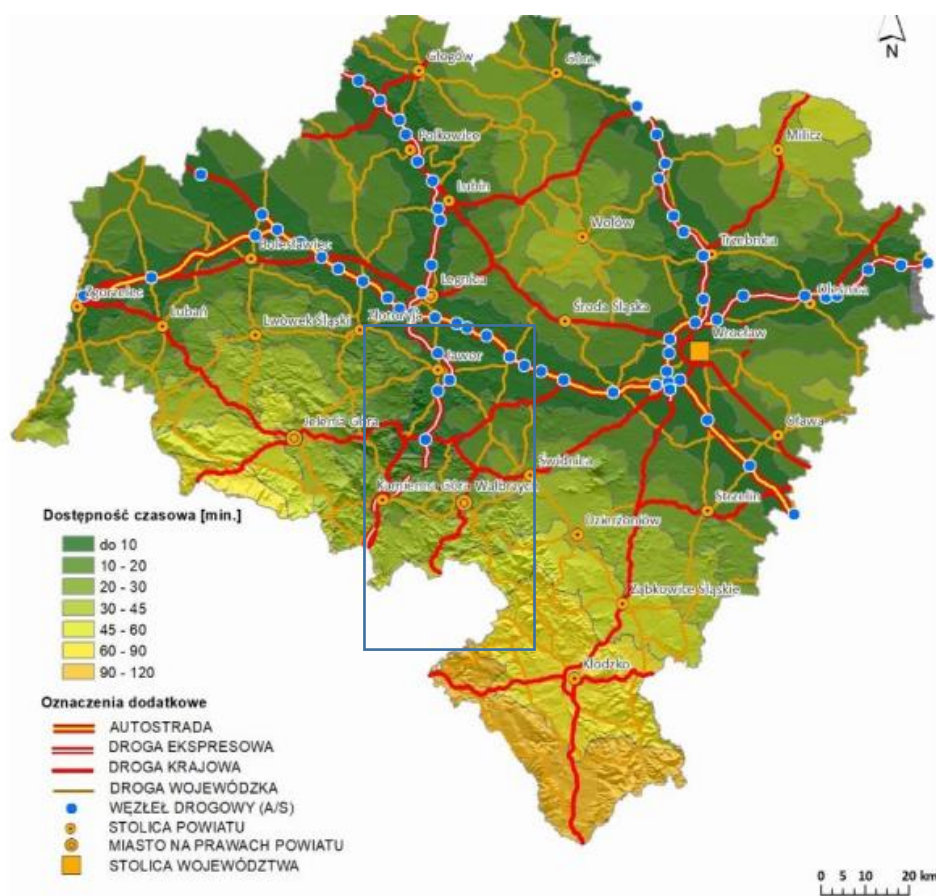 N
Głogów
Góra
Polkowice
Milicz
Lubin
Wołów
Trzebnica
Bolesławiec
Legnica
Oleśnica
Zgorzelec
Złotoryja
Środa Śląska
Lubań
Lwówek Śląski
Wrocław
Jawor
Jelenia Góra
Oława
Świdnica
Kamienna Góra
Wałbrzych
Strzelin
Dzierżoniów
Ząbkowice Śląskie
Kłodzko
Dostępność czasowa [min.]
do 10
10 - 20
20 - 30
30 - 45
45 - 60
60 - 90
90 - 120
Oznaczenia dodatkowe
AUTOSTRADA
DROGA EKSPRESOWA
DROGA KRAJOWA
DROGA WOJEWÓDZKA
WĘZŁEŁ DROGOWY (A/S)
STOLICA POWIATU
MIASTO NA PRAWACH POWIATU
STOLICA WOJEWÓDZTWA
0 5 10 20 km